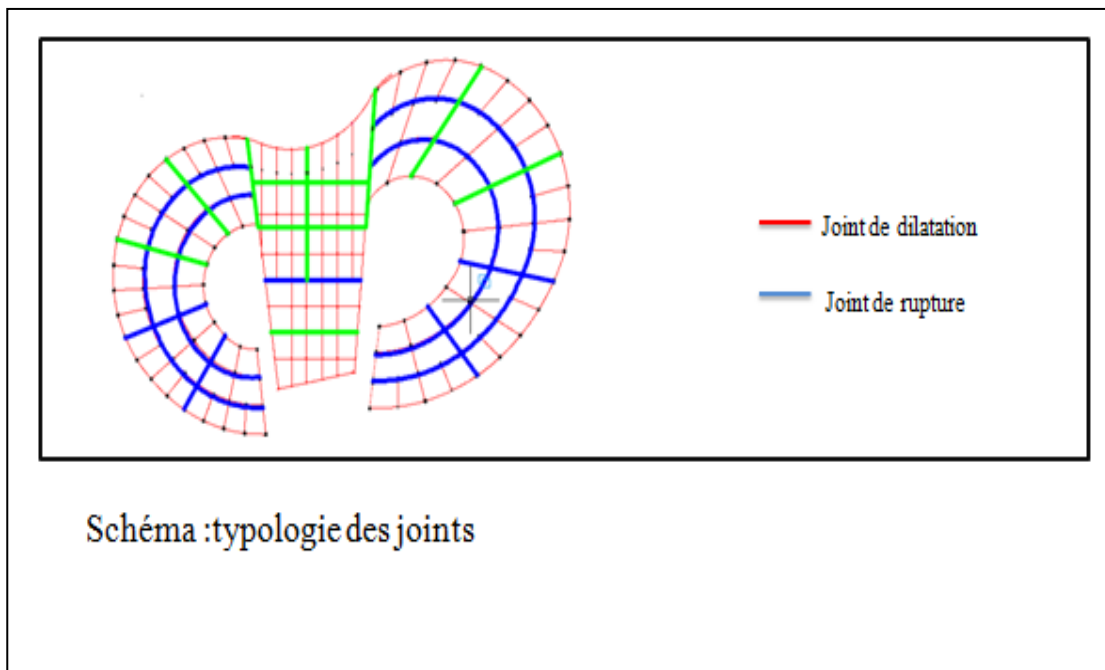 Joint de dilatation
Joint de rupture
Schéma :typologie des joints